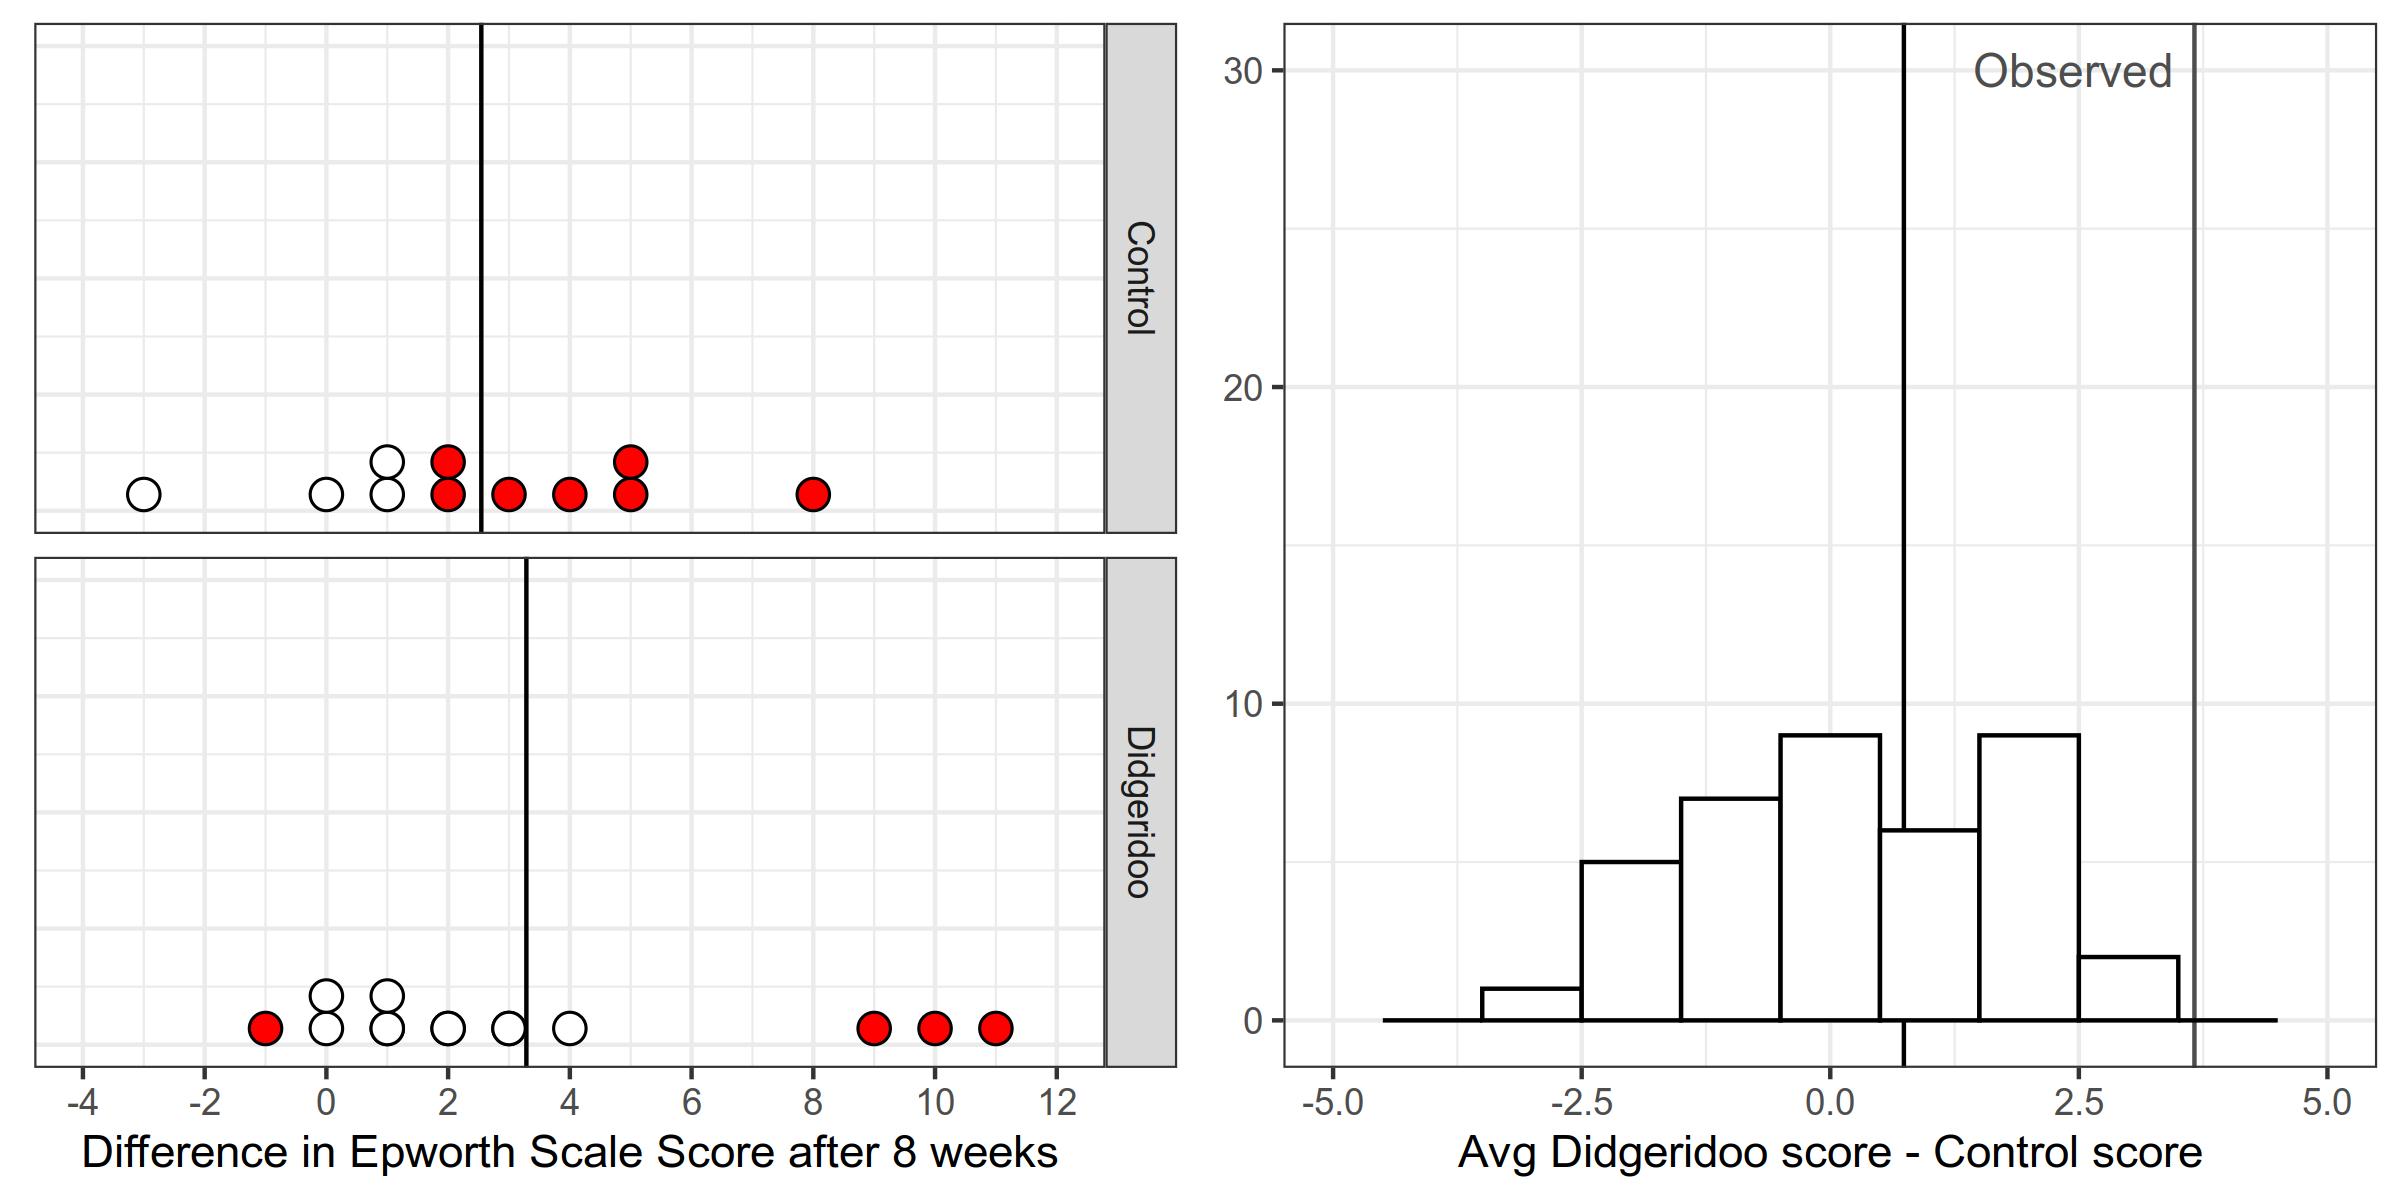 Control
Didgeridoo
-4 -2 0 2 4 6 8 10 12
Difference in Epworth Scale Score after 8 weeks
Observed
30
20
10
0
-5.0 -2.5 0.0 2.5 5.0
Avg Didgeridoo score - Control score